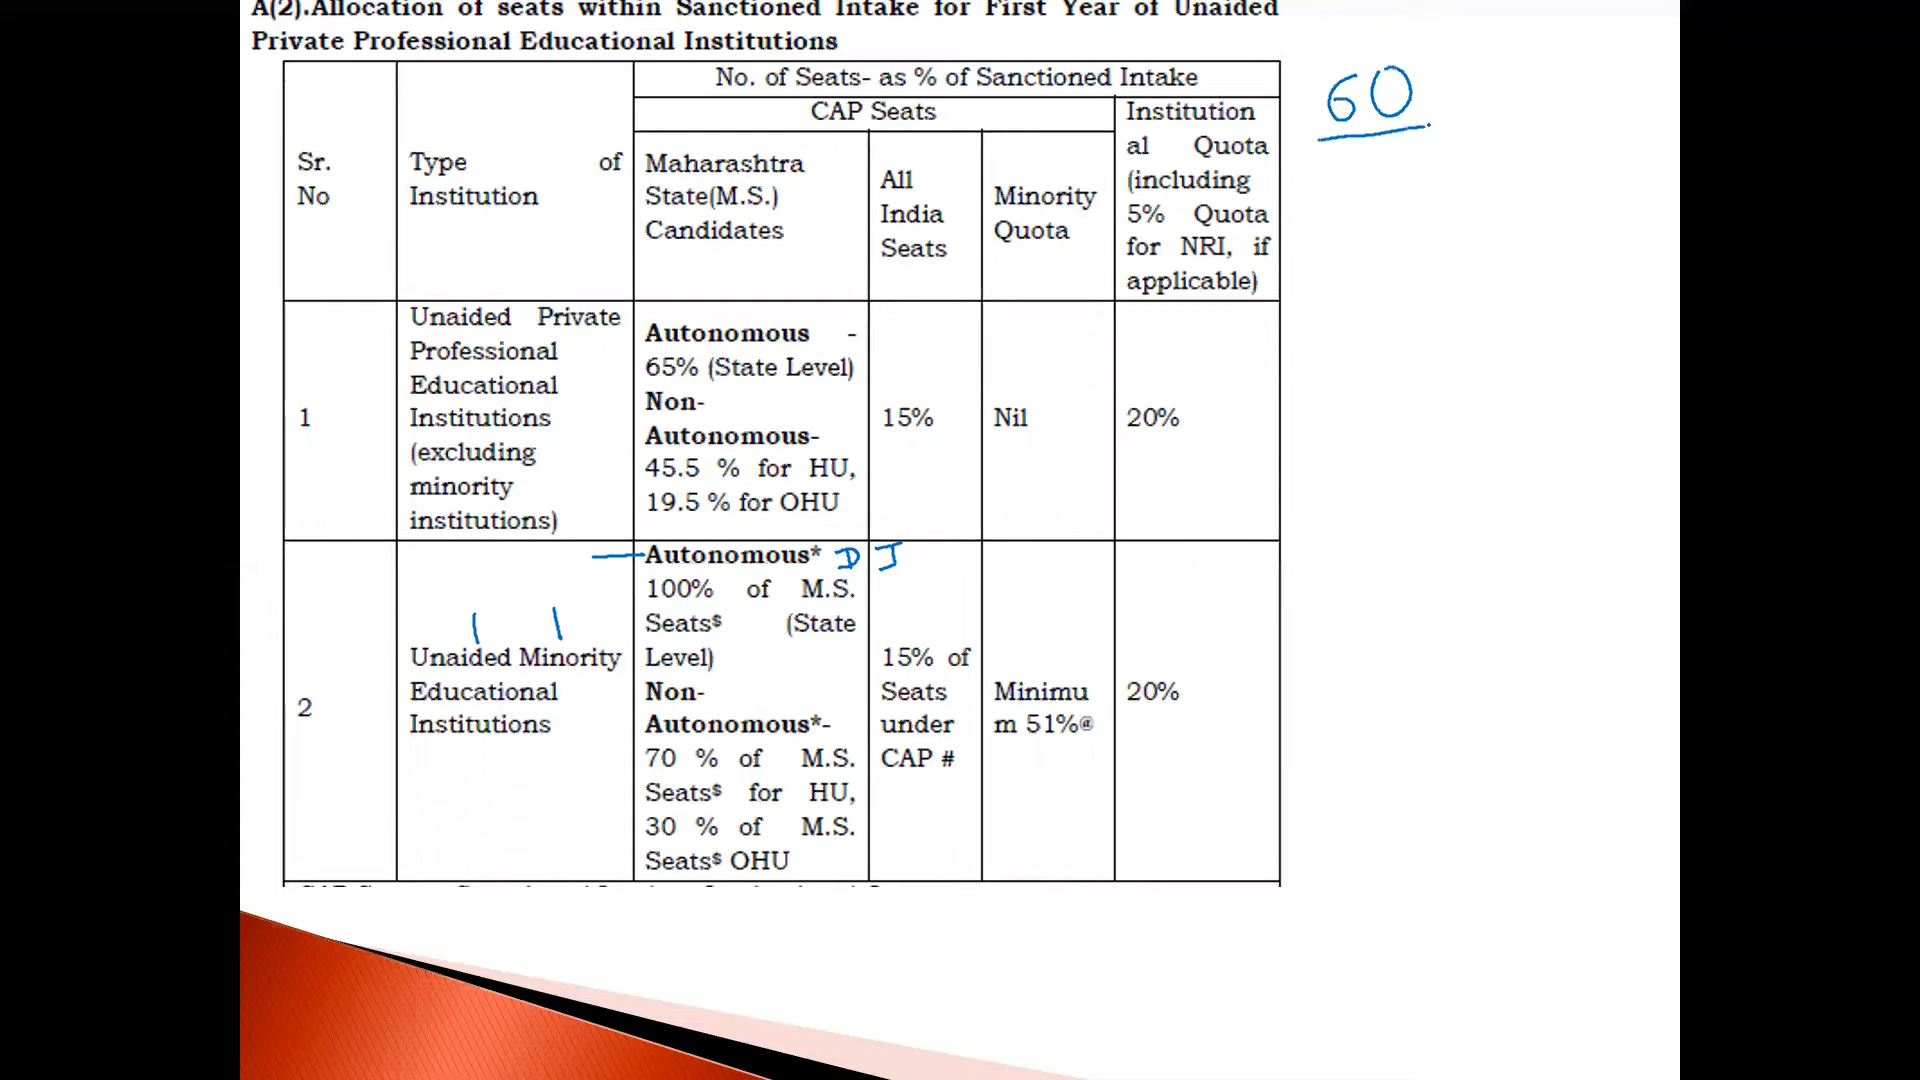 A(2).Allocation of seats within Sanctioned Intake for First Year of Unaided
Private Professional Educational Institutions
Sr.
No
Type of
Institution
No. of Seats- as % of Sanctioned Intake
CAP Seats
Maharashtra
State(M.S.)
Candidates
All
India
Seats
Minority
Quota
Institution
al Quota
(including
5% Quota
for NRI, if
applicable)
60
1
Unaided Private
Professional
Educational
Institutions
(excluding
minority
institutions)
Autonomous -
65% (State Level)
Non-
Autonomous-
45.5 % for HU,
19.5 % for OHU
15%
Nil
20%
2
Unaided Minority
Educational
Institutions
Autonomous* DJ
100% of M.S.
Seats$ (State
Level)
Non-
Autonomous*-
70 % of M.S.
Seats$ for HU,
30 % of M.S.
Seats$ OHU
15% of
Seats
under
CAP #
Minimu
m 51%@
20%